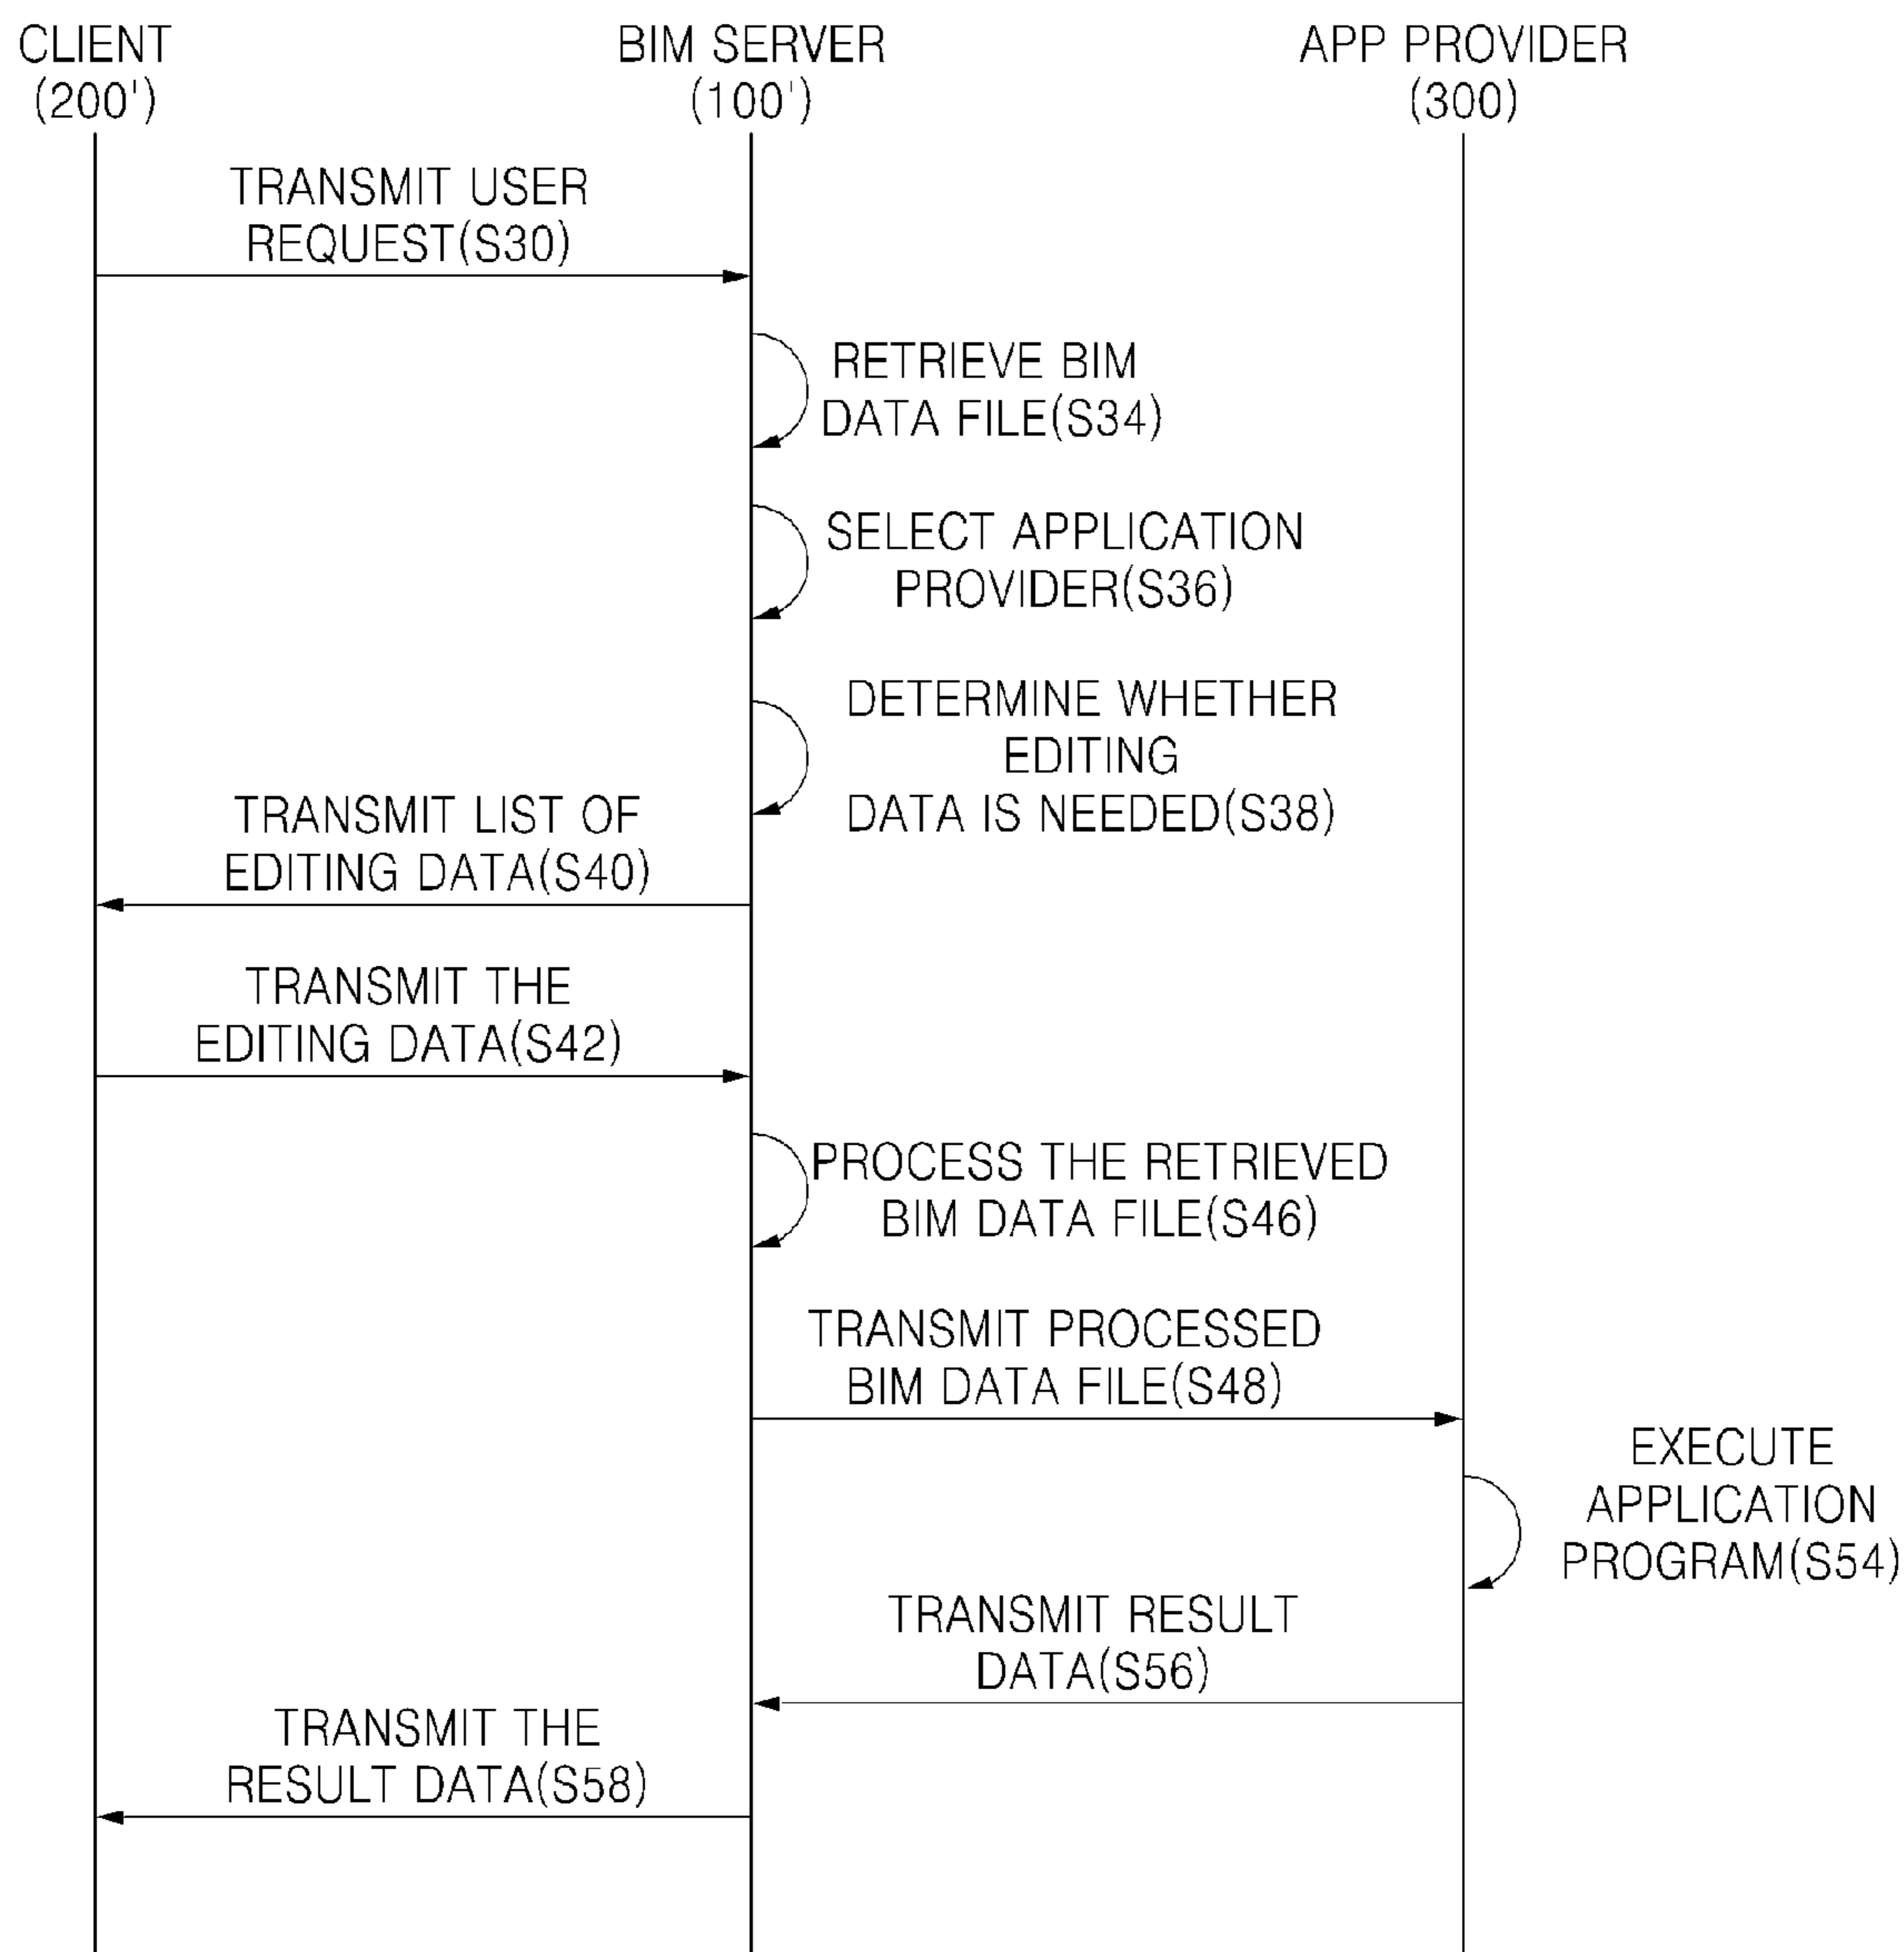 CLIENT
(200')
BIM SERVER
(100')
APP PROVIDER
(300)
TRANSMIT USER
REQUEST(S30)
RETRIEVE BIM
DATA FILE(S34)
SELECT APPLICATION
PROVIDER(S36)
DETERMINE WHETHER
EDITING
DATA IS NEEDED(S38)
TRANSMIT LIST OF
EDITING DATA(S40)
TRANSMIT THE
EDITING DATA(S42)
PROCESS THE RETRIEVED
BIM DATA FILE(S46)
TRANSMIT PROCESSED
BIM DATA FILE(S48)
EXECUTE
APPLICATION
PROGRAM(S54)
TRANSMIT RESULT
DATA(S56)
TRANSMIT THE
RESULT DATA(S58)